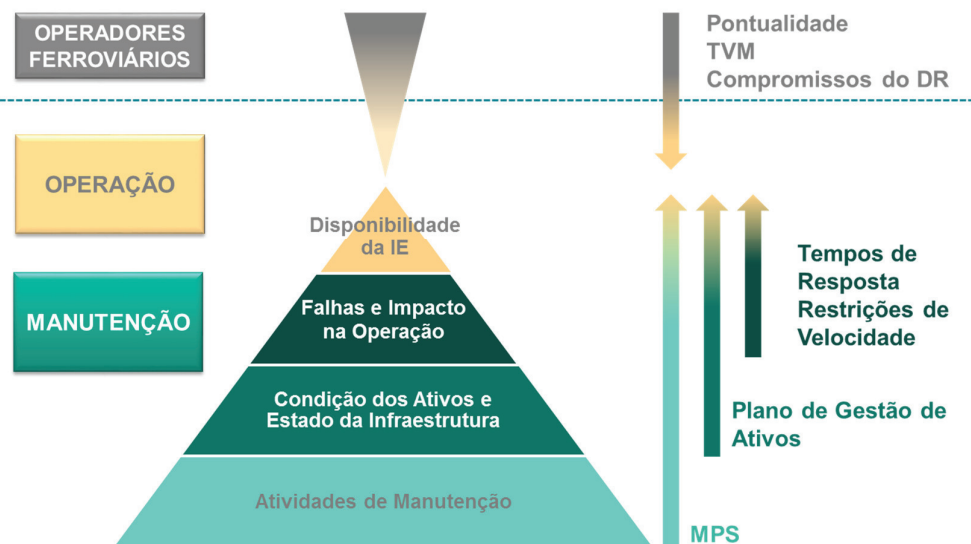 OPERADORES
FERROVIÁRIOS
Pontualidade
TVM
Compromissos do DR
OPERAÇÃO
Disponibilidade
da IE
MANUTENÇÃO
Falhas e Impacto
na Operação
Tempos de
Resposta
Restrições de
Velocidade
Condição dos Ativos e
Estado da Infraestrutura
Plano de Gestão de
Ativos
Atividades de Manutenção
MPS